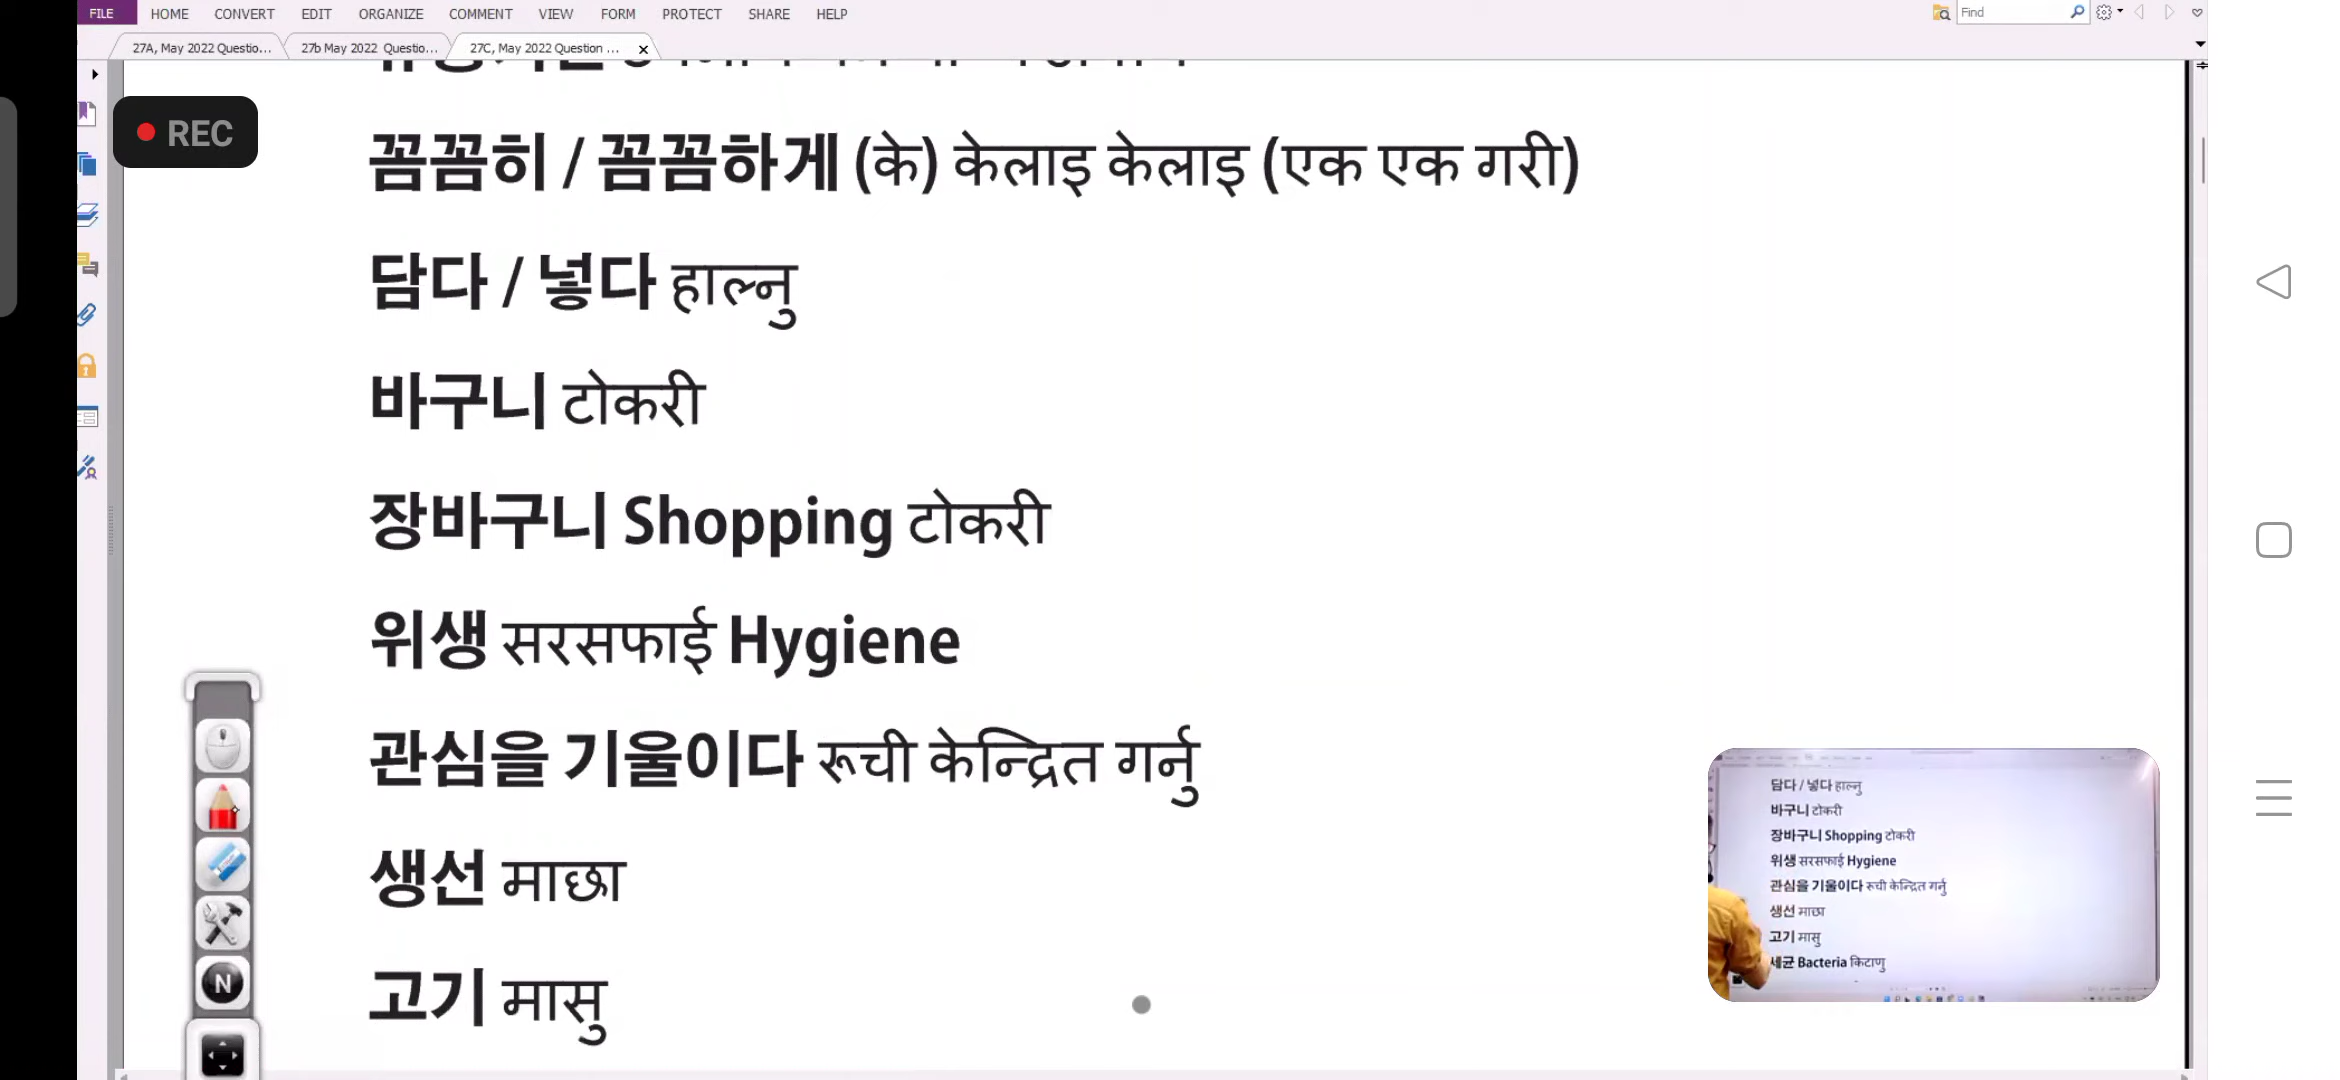 FILE HOME CONVERT EDIT ORGANIZE COMMENT VIEW FORM PROTECT SHARE HELP Find
27A, May 2022 Questio... 27b May 2022 Questio... 27C, May 2022 Question ...
REC
꼼꼼히 / 꼼꼼하게 (के) केलाइ केलाइ (एक एक गरी)
담다 / 넣다 हाल्नु
바구니 टोकरी
장바구니 Shopping टोकरी
위생 सरसफाई Hygiene
관심을 기울이다 रूची केन्द्रित गर्नु
생선 माछा
고기 मासु
N
담다 / 넣다 हाल्नु
바구니 टोकरी
장바구니 Shopping टोकरी
위생 सरसफाई Hygiene
관심을 기울이다 रूची केन्द्रित गर्नु
생선 माछा
고기 मासु
세균 Bacteria किटाणु